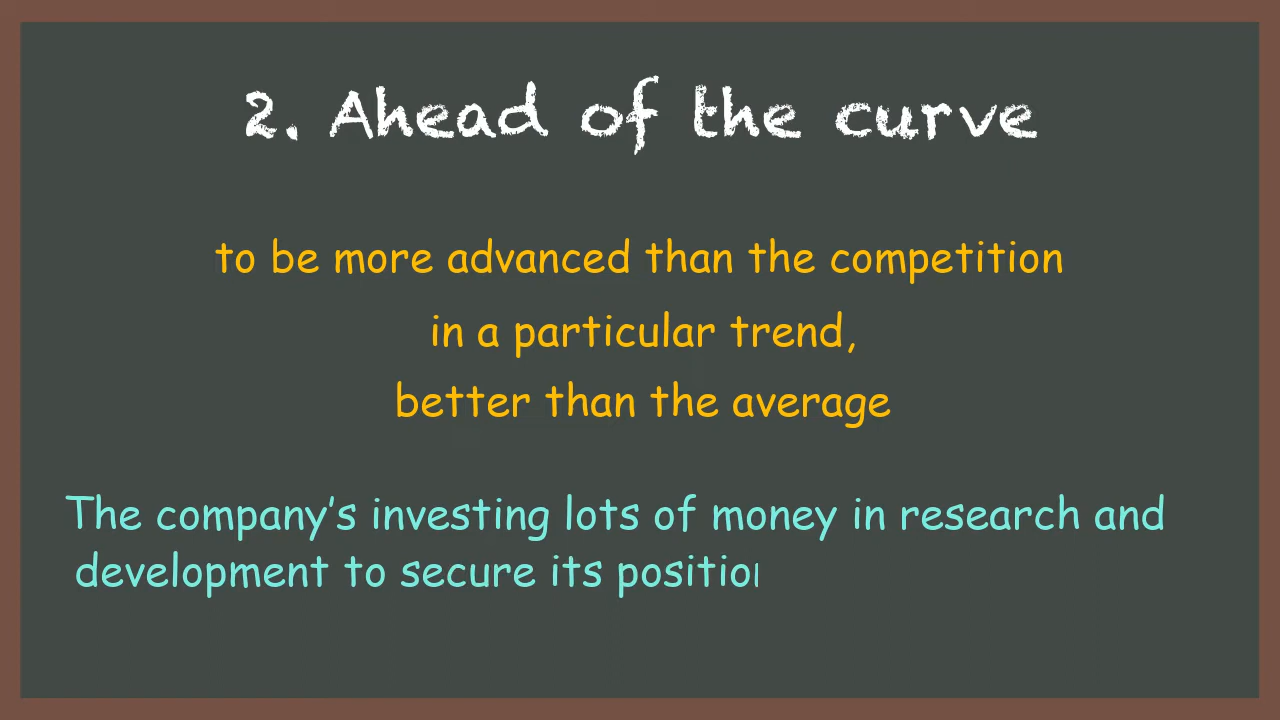 2. Ahead of the curve
to be more advanced than the competition
in a particular trend,
better than the average
The company's investing lots of money in research and
development to secure its